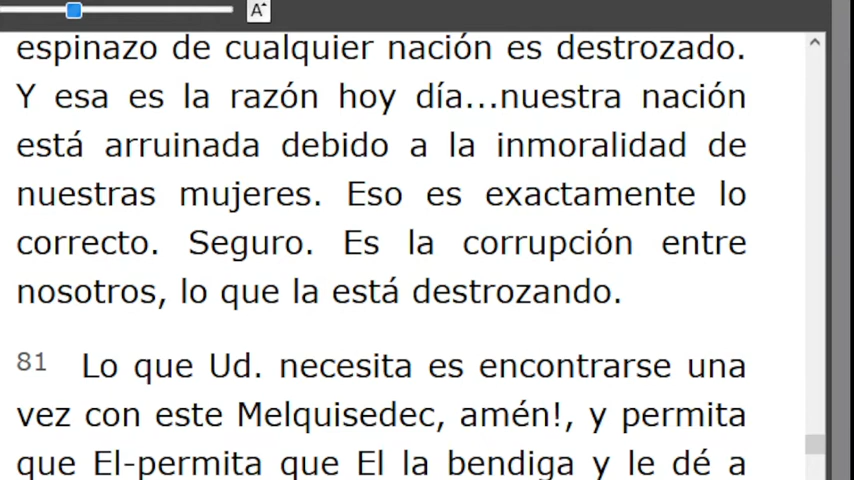 A
espinazo de cualquier nación es destrozado.
Y esa es la razón hoy día...nuestra nación
está arruinada debido a la inmoralidad de
nuestras mujeres. Eso es exactamente lo
correcto. Seguro. Es la corrupción entre
nosotros, lo que la está destrozando.
81 Lo que Ud. necesita es encontrarse una
vez con este Melquisedec, amén!, y permita
que El-permita que El la bendiga y le dé a